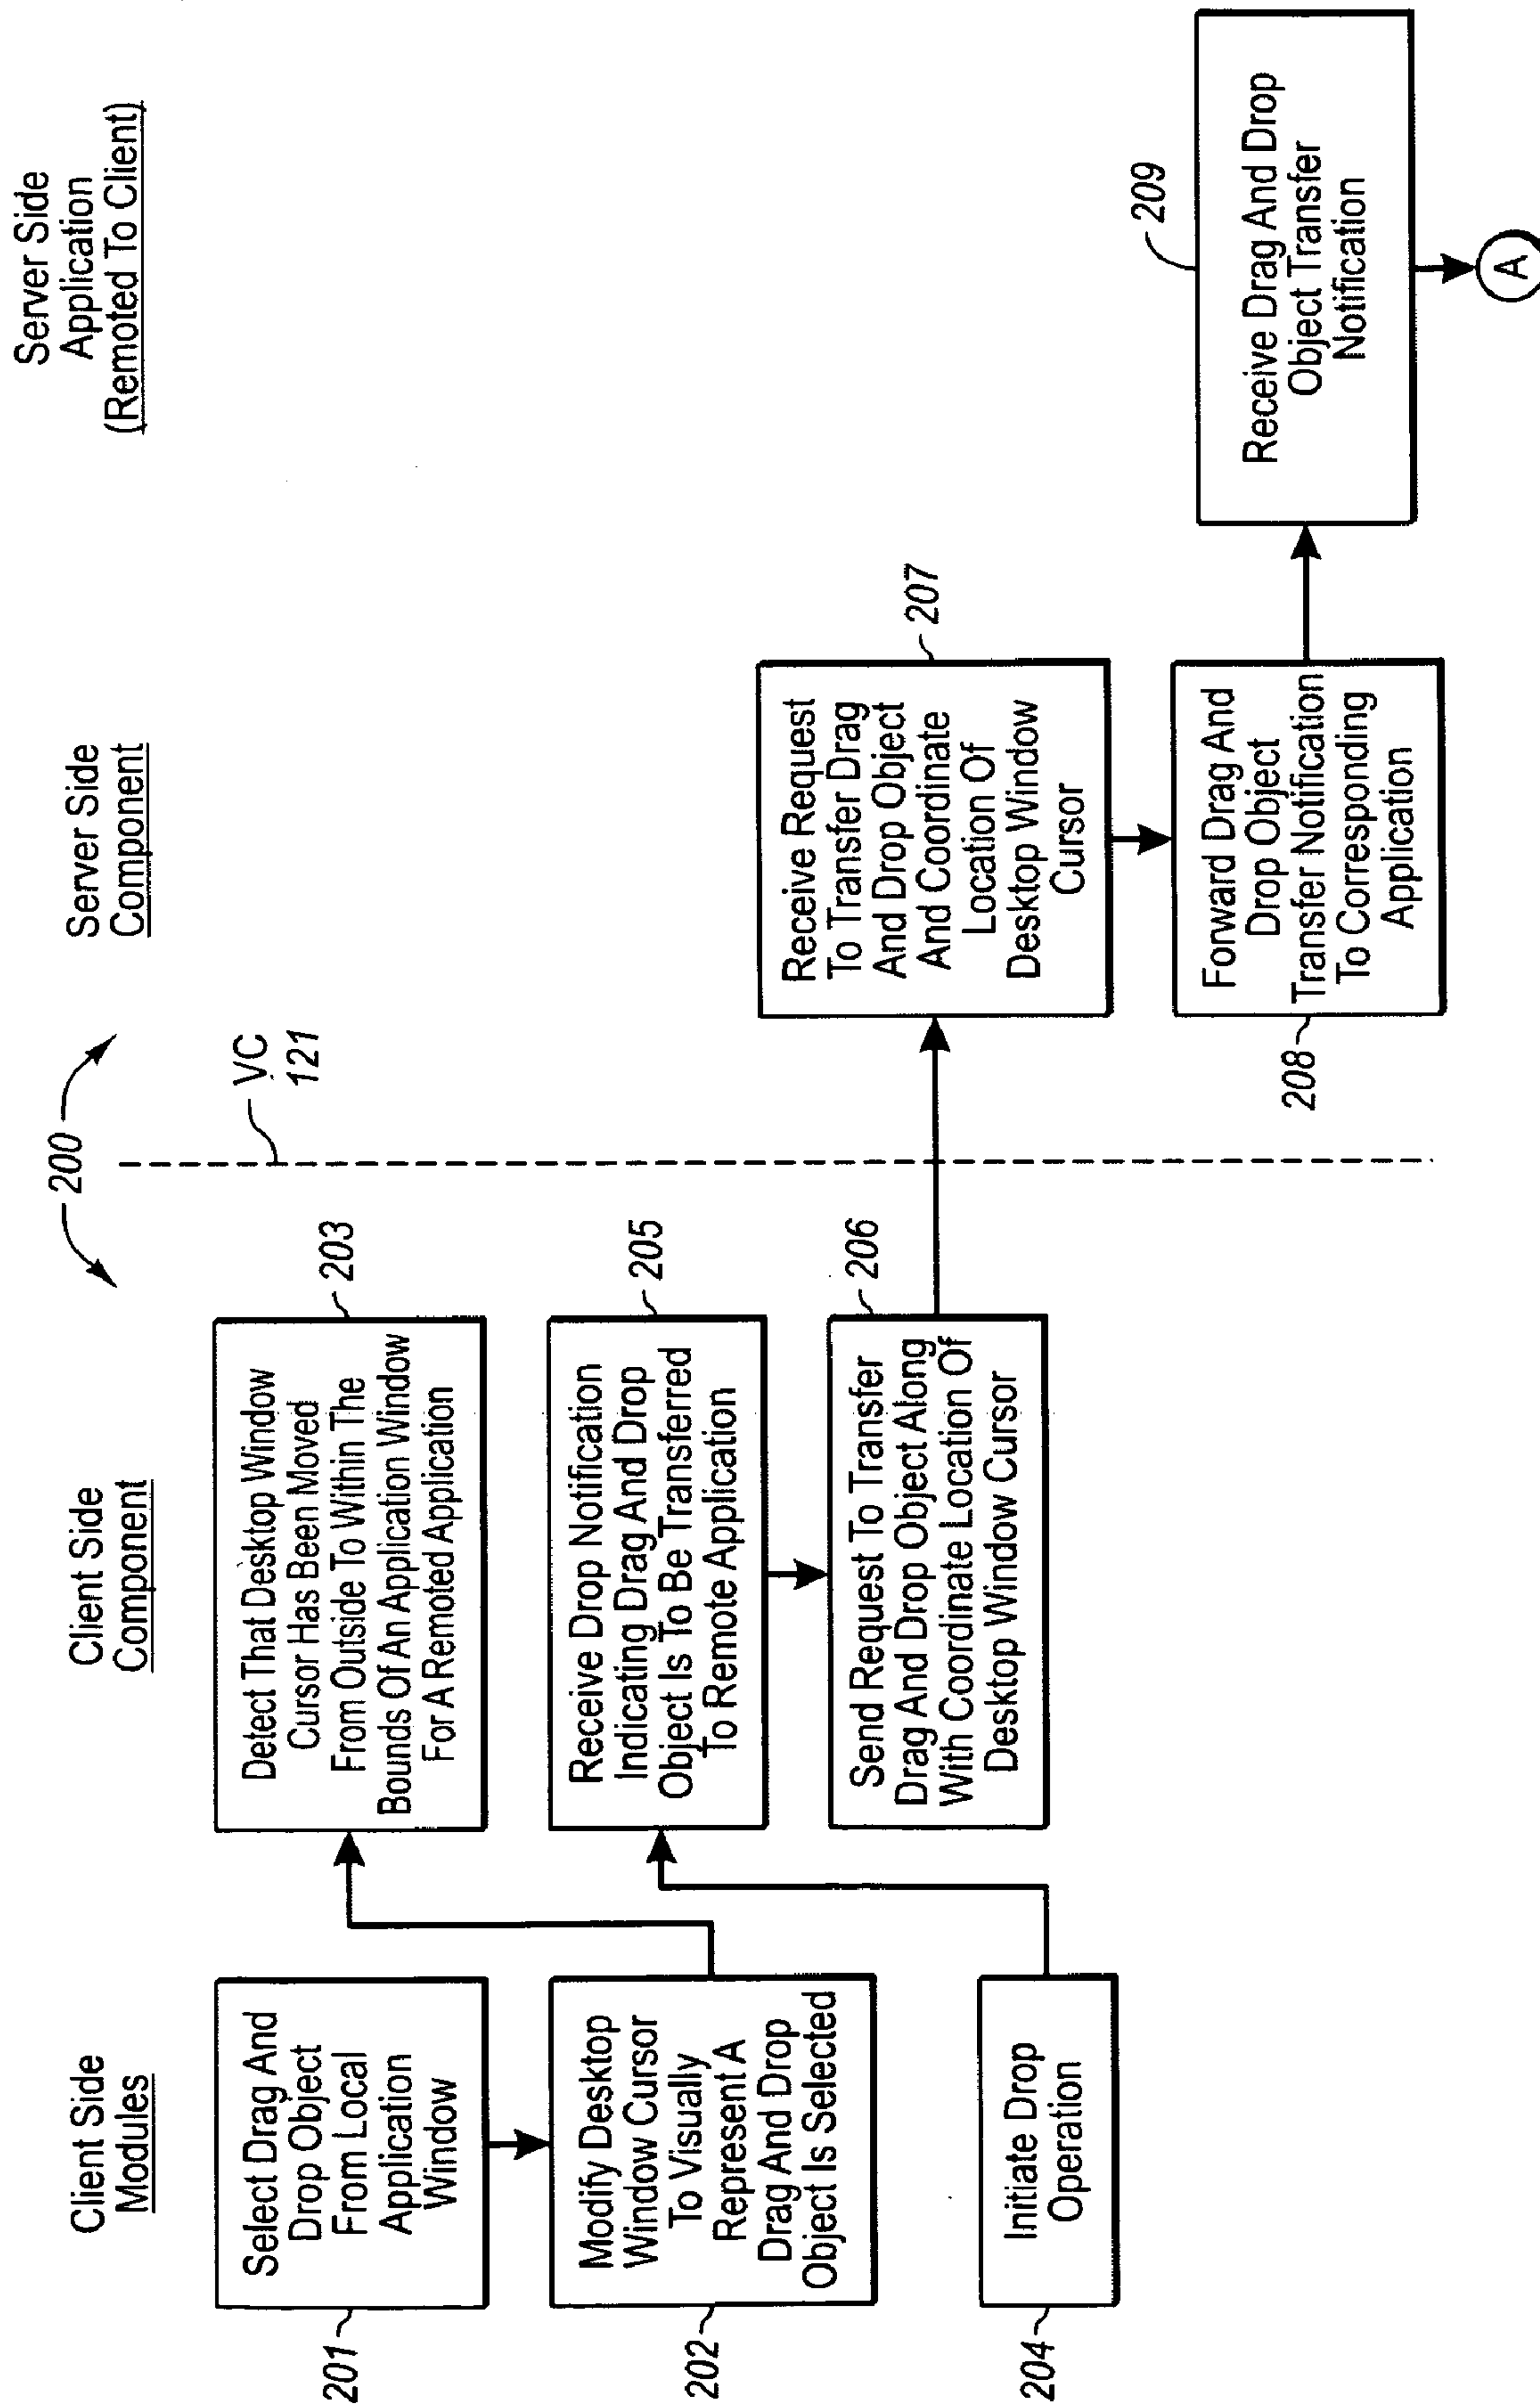 200
Client Side
Modules
Client Side
Component
Server Side
Component
Server Side
Application
(Remoted To Client)
VC
121
201
Select Drag And
Drop Object
From Local
Application
Window
202
Modify Desktop
Window Cursor
To Visually
Represent A
Drag And Drop
Object Is Selected
203
Detect That Desktop Window
Cursor Has Been Moved
From Outside To Within The
Bounds Of An Application Window
For A Remoted Application
204
Initiate Drop
Operation
205
Receive Drop Notification
Indicating Drag And Drop
Object Is To Be Transferred
To Remote Application
206
Send Request To Transfer
Drag And Drop Object Along
With Coordinate Location Of
Desktop Window Cursor
207
Receive Request
To Transfer Drag
And Drop Object
And Coordinate
Location Of
Desktop Window
Cursor
208
Forward Drag And
Drop Object
Transfer Notification
To Corresponding
Application
209
Receive Drag And Drop
Object Transfer
Notification
A